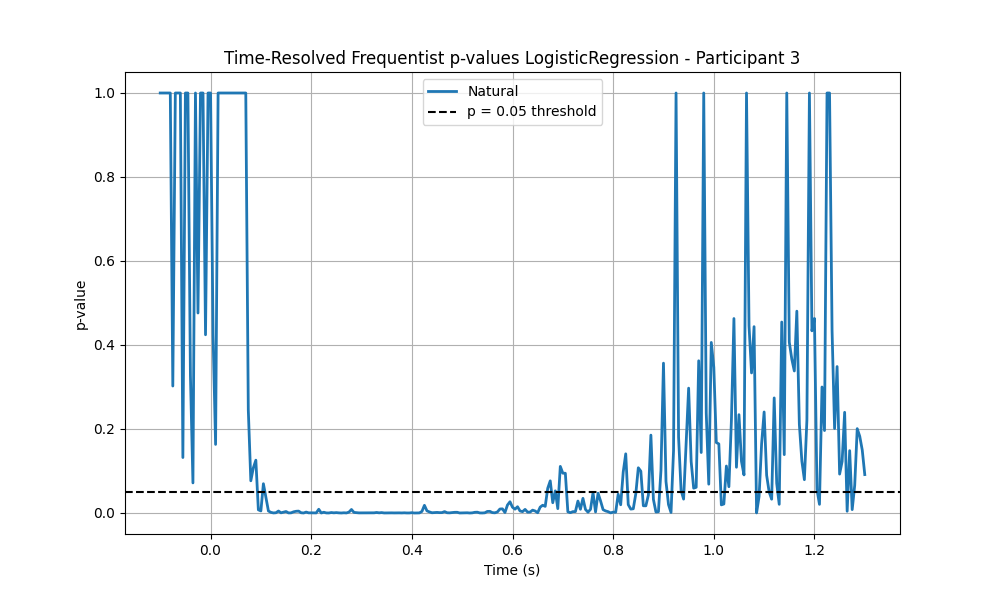 Time-Resolved Frequentist p-values LogisticRegression - Participant 3
Natural
p = 0.05 threshold
p-value
1.0
0.8
0.6
0.4
0.2
0.0
0.0 0.2 0.4 0.6 0.8 1.0 1.2
Time (s)